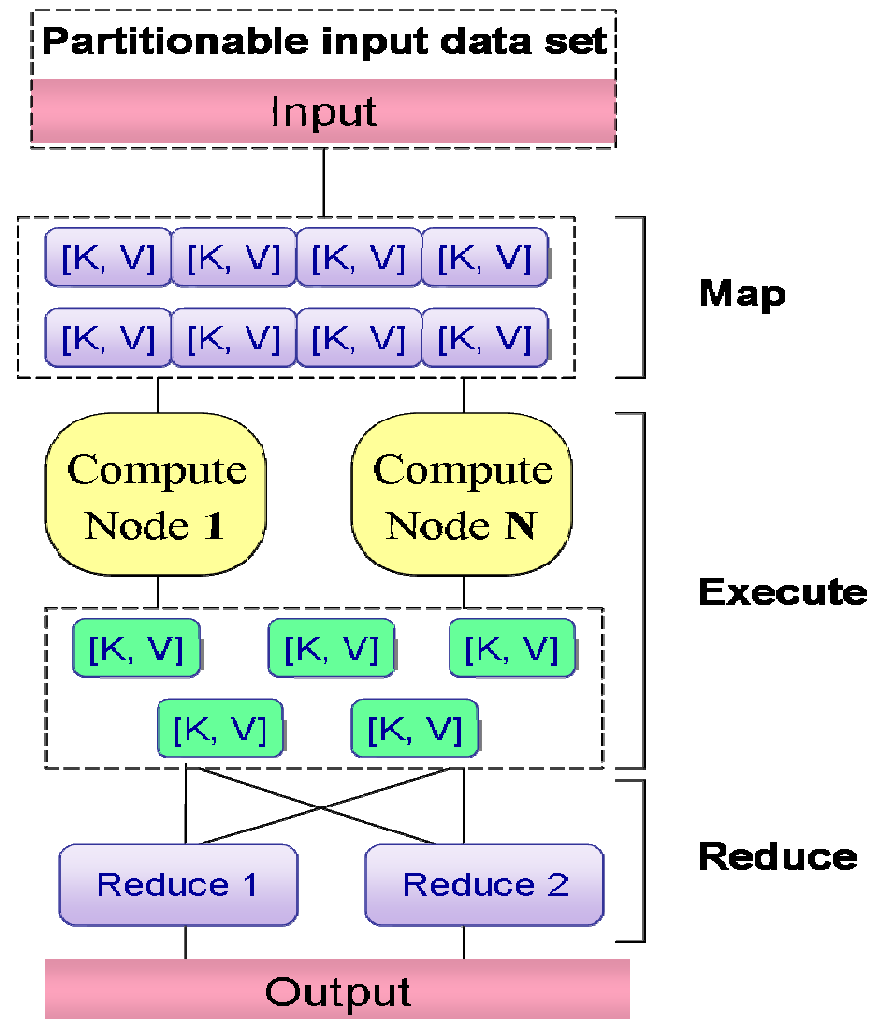 Partitionable input data set
Input
[K, V] [K, V] [K, V] [K, V]
[K, V] [K, V] [K, V] [K, V]
Map
Compute
Node 1
Compute
Node N
Execute
[K, V] [K, V] [K, V]
[K, V] [K, V]
Reduce 1
Reduce 2
Reduce
Output